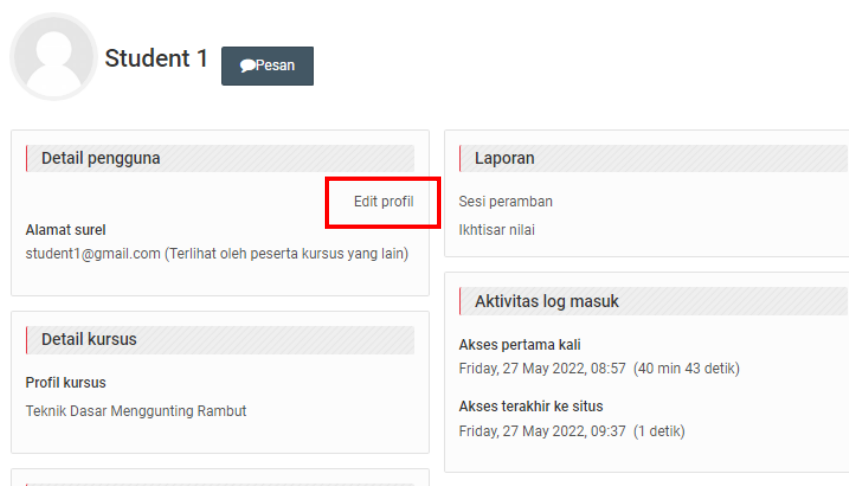 Student 1
Pesan
Detail pengguna
Edit profil
Alamat surel
student1@gmail.com (Terlihat oleh peserta kursus yang lain)
Detail kursus
Profil kursus
Teknik Dasar Menggunting Rambut
Laporan
Sesi peramban
Ikhtisar nilai
Aktivitas log masuk
Akses pertama kali
Friday, 27 May 2022, 08:57 (40 min 43 detik)
Akses terakhir ke situs
Friday, 27 May 2022, 09:37 (1 detik)